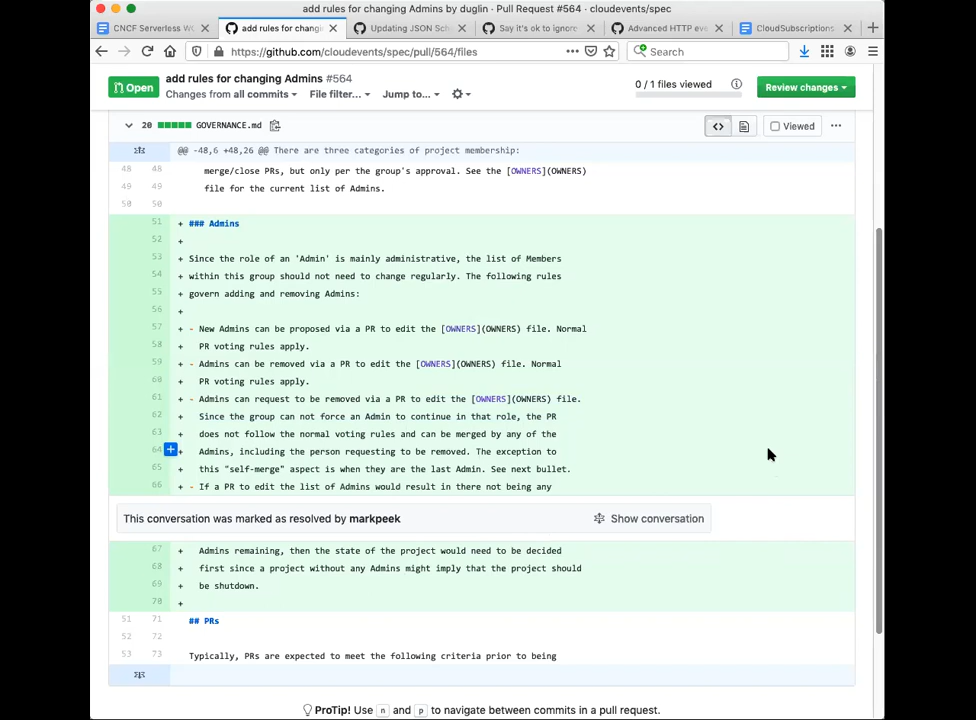 add rules for changing Admins by duglin · Pull Request #564 · cloudevents/spec
CNCF Serverless WO
add rules for changi
Updating JSON Sch
Say it's ok to ignore
Advanced HTTP eve
CloudSubscriptions
https://github.com/cloudevents/spec/pull/564/files
Search
Open
add rules for changing Admins #564
Changes from all commits
File filter...
Jump to...
0 / 1 files viewed
Review changes
20
GOVERNANCE.md
Viewed
@@ -48,6 +48,26 @@ There are three categories of project membership:
48 48 merge/close PRs, but only per the group's approval. See the [OWNERS](OWNERS)
49 49 file for the current list of Admins.
50 50
51 + ### Admins
52 +
53 + Since the role of an 'Admin' is mainly administrative, the list of Members
54 + within this group should not need to change regularly. The following rules
55 + govern adding and removing Admins:
56 +
57 + - New Admins can be proposed via a PR to edit the [OWNERS](OWNERS) file. Normal
58 + PR voting rules apply.
59 + - Admins can be removed via a PR to edit the [OWNERS](OWNERS) file. Normal
60 + PR voting rules apply.
61 + - Admins can request to be removed via a PR to edit the [OWNERS](OWNERS) file.
62 + Since the group can not force an Admin to continue in that role, the PR
63 + does not follow the normal voting rules and can be merged by any of the
64 + Admins, including the person requesting to be removed. The exception to
65 + this "self-merge" aspect is when they are the last Admin. See next bullet.
66 + - If a PR to edit the list of Admins would result in there not being any
This conversation was marked as resolved by markpeek
Show conversation
67 + Admins remaining, then the state of the project would need to be decided
68 + first since a project without any Admins might imply that the project should
69 + be shutdown.
70 +
51 71 ## PRs
52 72
53 73 Typically, PRs are expected to meet the following criteria prior to being
ProTip! Use n and p to navigate between commits in a pull request.